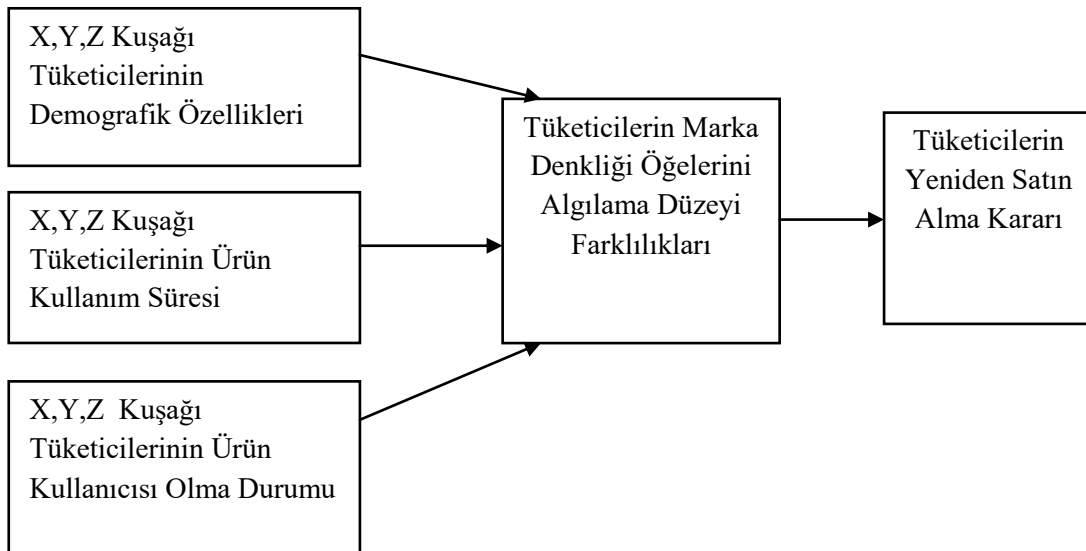 X,Y,Z Kuşağı
Tüketicilerinin
Demografik Özellikleri
X,Y,Z Kuşağı
Tüketicilerinin Ürün
Kullanım Süresi
X,Y,Z Kuşağı
Tüketicilerinin Ürün
Kullanıcısı Olma Durumu
Tüketicilerin Marka
Denkliği Öğelerini
Algılama Düzeyi
Farklılıkları
Tüketicilerin
Yeniden Satın
Alma Kararı